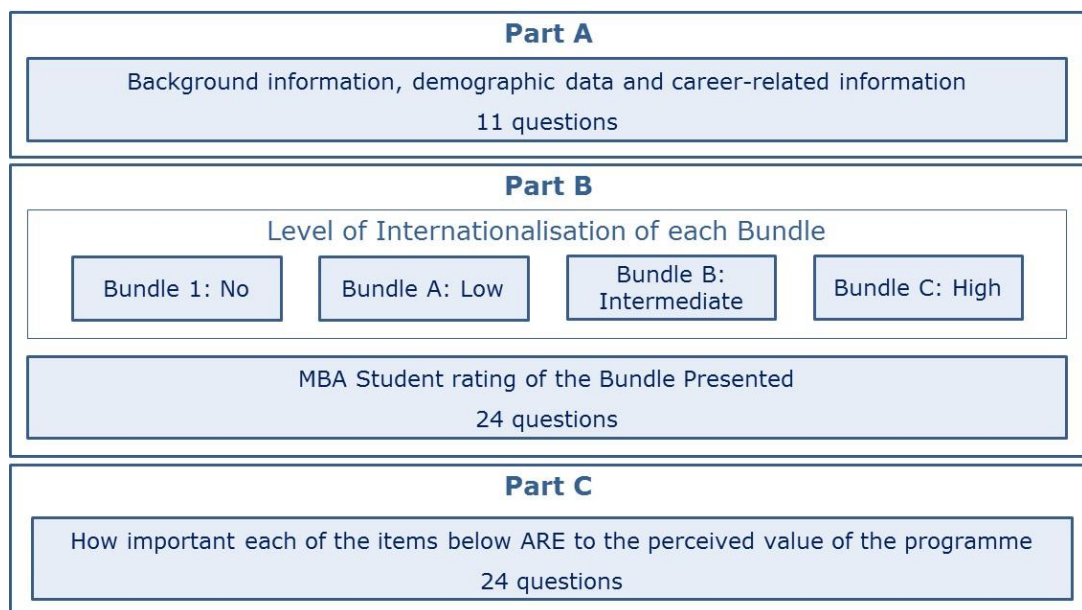 Part A
Background information, demographic data and career-related information
11 questions
Part B
Level of Internationalisation of each Bundle
Bundle 1: No
Bundle A: Low
Bundle B:
Intermediate
Bundle C: High
MBA Student rating of the Bundle Presented
24 questions
Part C
How important each of the items below ARE to the perceived value of the programme
24 questions